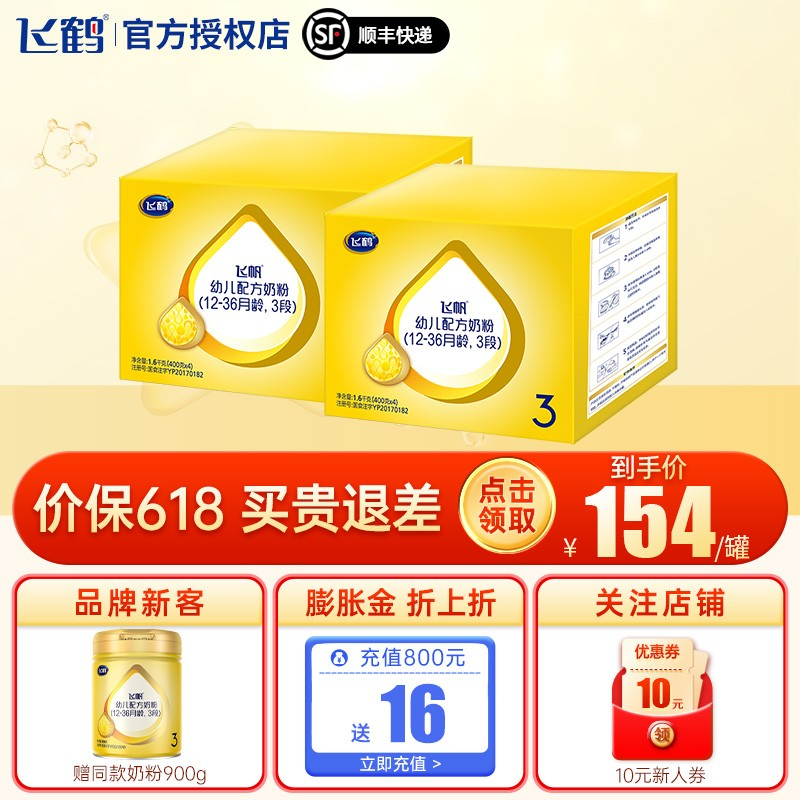 飞鹤® 官方授权店 SF 顺丰快递
飞鹤
飞帆
幼儿配方奶粉
(12-36月龄, 3段)
净含量:1.6千克(400克x4)
注册号:国食注字YP20170182
飞鹤
飞帆
幼儿配方奶粉
(12-36月龄, 3段)
净含量:1.6千克(400克x4)
注册号:国食注字YP20170182
3
1
2
3
4
5
价保618 买贵退差
点击
领取
到手价
¥154/罐
品牌新客
飞鹤
飞帆
幼儿配方奶粉
(12-36月龄, 3段)
3
赠同款奶粉900g
膨胀金 折上折
充值800元
送16
立即充值 >
关注店铺
优惠券
10元
领
10元新人券